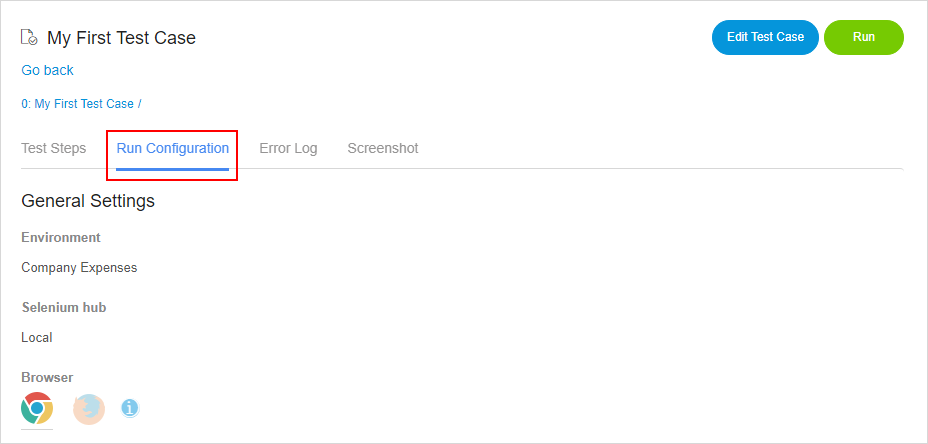 My First Test Case
Edit Test Case
Run
Go back
0: My First Test Case /
Test Steps
Run Configuration
Error Log
Screenshot
General Settings
Environment
Company Expenses
Selenium hub
Local
Browser
i